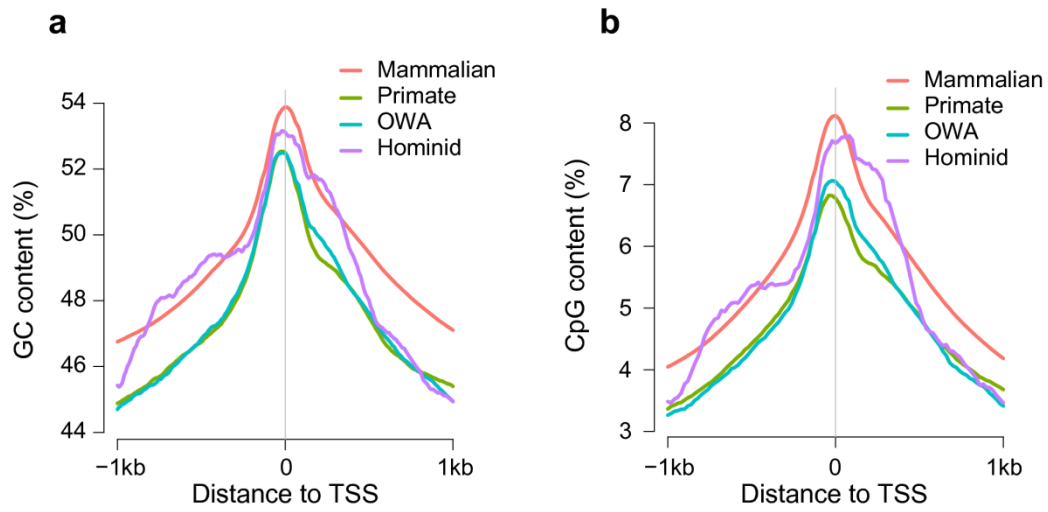 a
Mammalian
Primate
OWA
Hominid
GC content (%)
54
52
50
48
46
44
−1kb
0
1kb
Distance to TSS
b
Mammalian
Primate
OWA
Hominid
CpG content (%)
8
7
6
5
4
3
−1kb
0
1kb
Distance to TSS